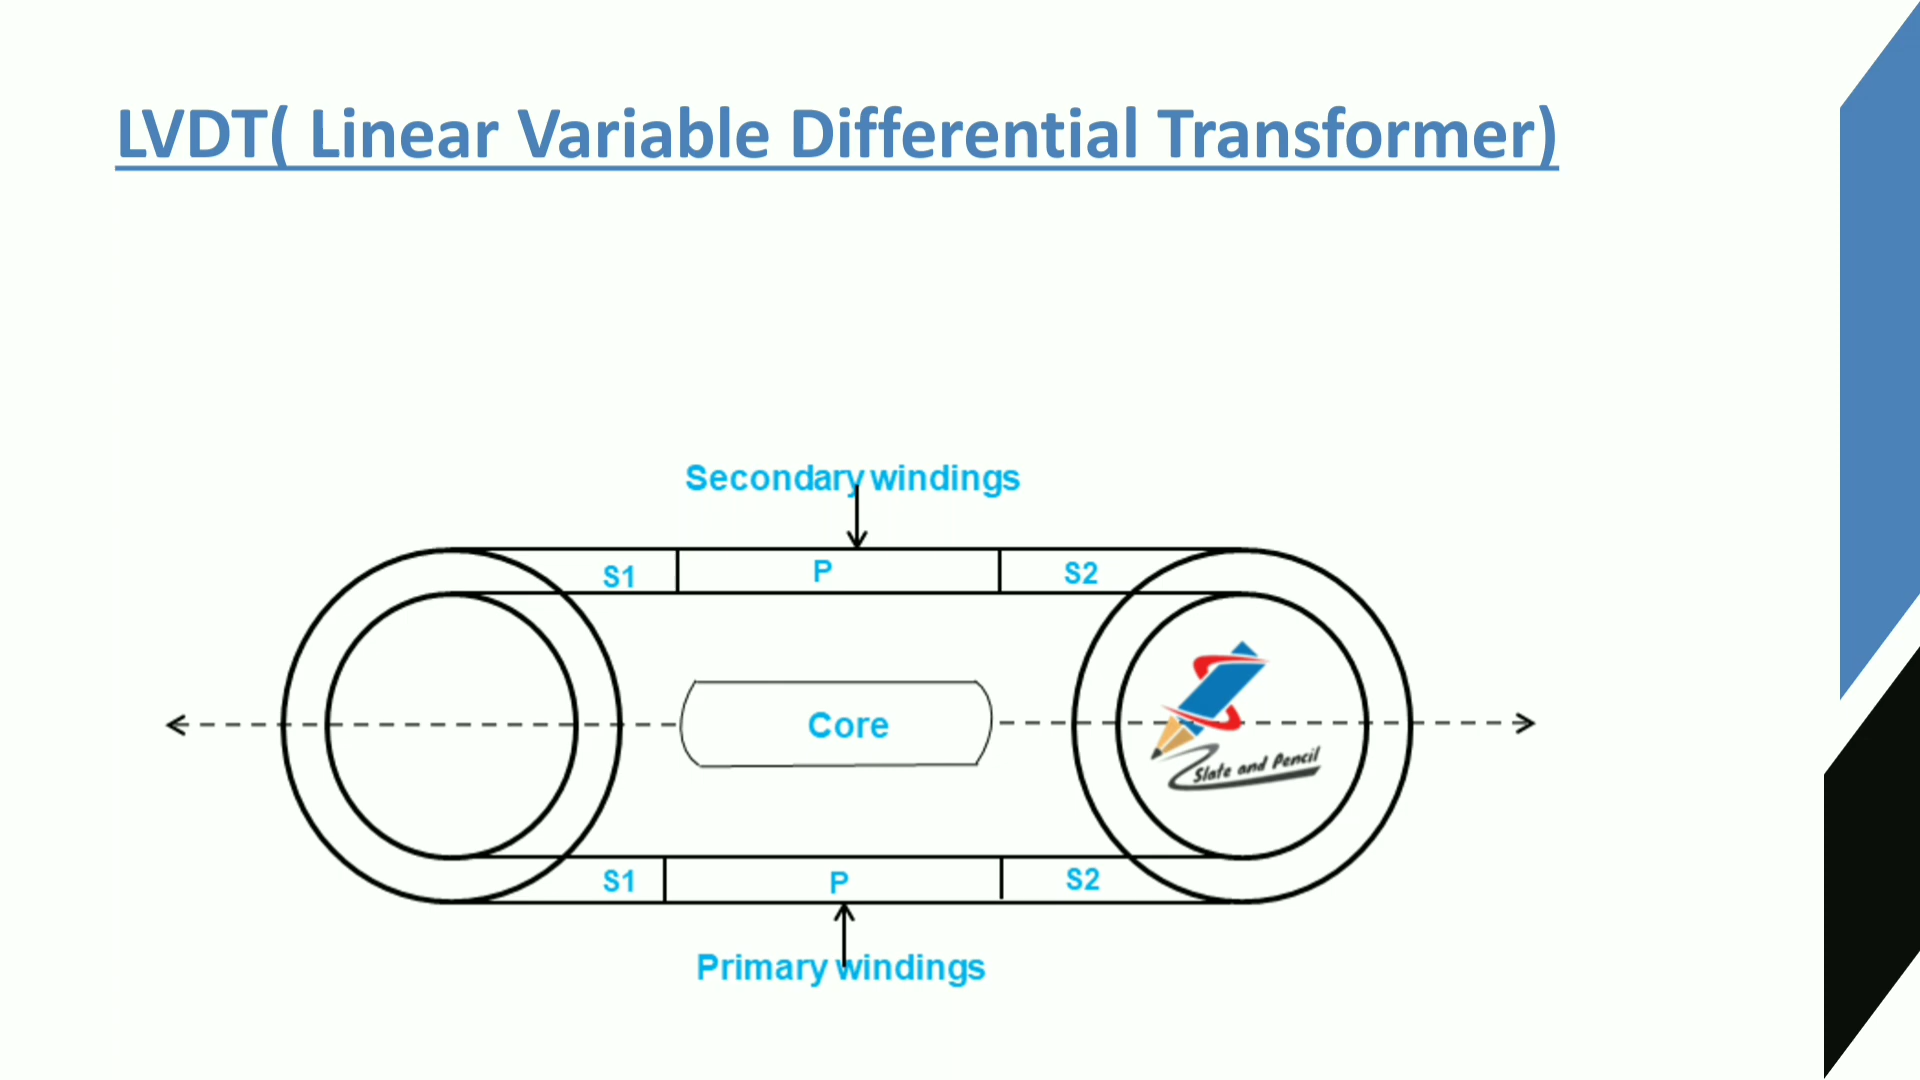 LVDT( Linear Variable Differential Transformer)
Secondary windings
S1 P S2
Core
Slate and Pencil
S1 P S2
Primary windings